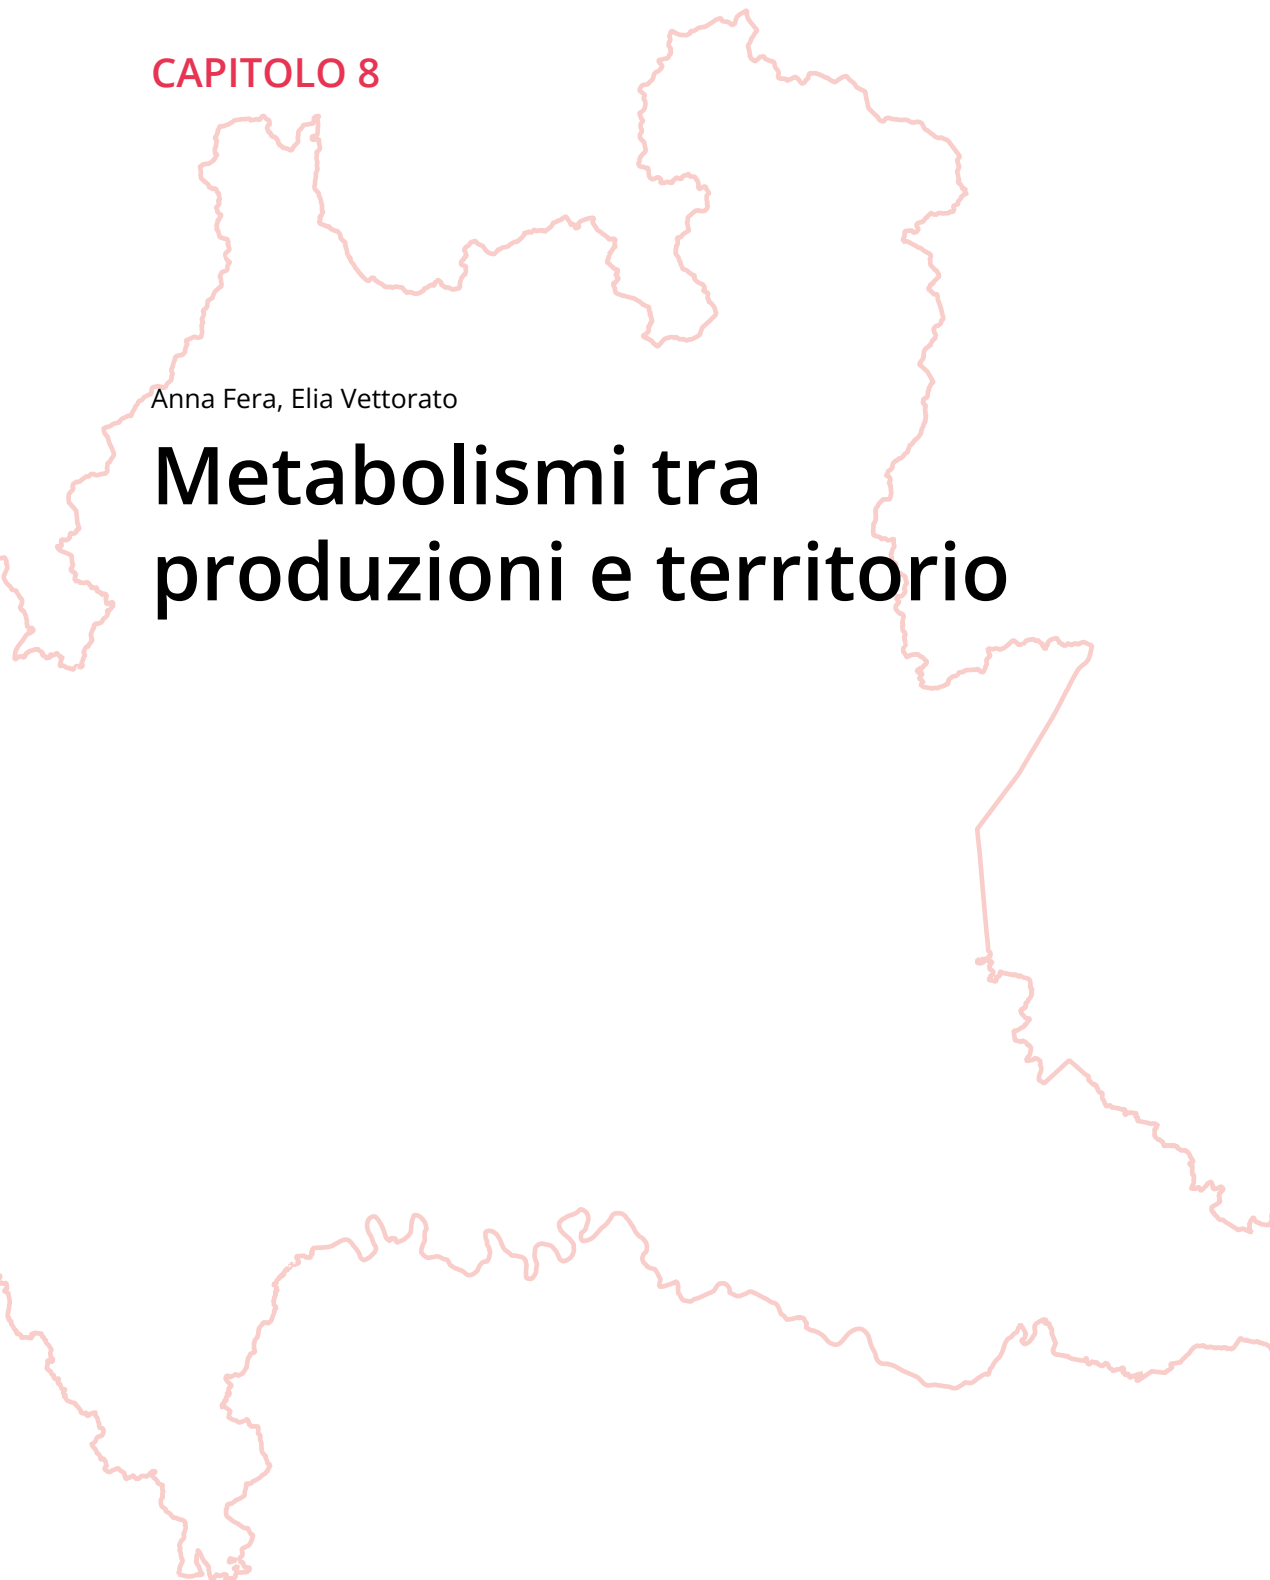 CAPITOLO 8
Anna Fera, Elia Vettorato
Metabolismi tra
produzioni e territorio